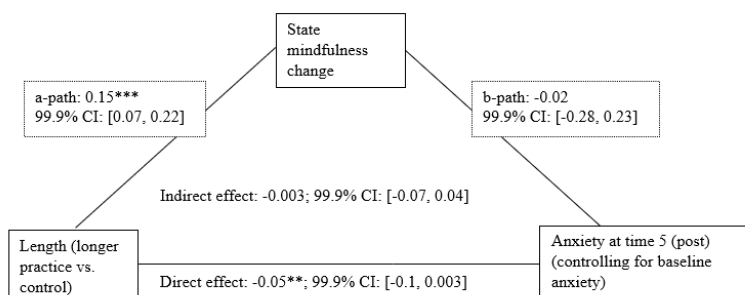 State
mindfulness
change
a-path: 0.15***
99.9% CI: [0.07, 0.22]
b-path: -0.02
99.9% CI: [-0.28, 0.23]
Indirect effect: -0.003; 99.9% CI: [-0.07, 0.04]
Length (longer
practice vs.
control)
Direct effect: -0.05**; 99.9% CI: [-0.1, 0.003]
Anxiety at time 5 (post)
(controlling for baseline
anxiety)